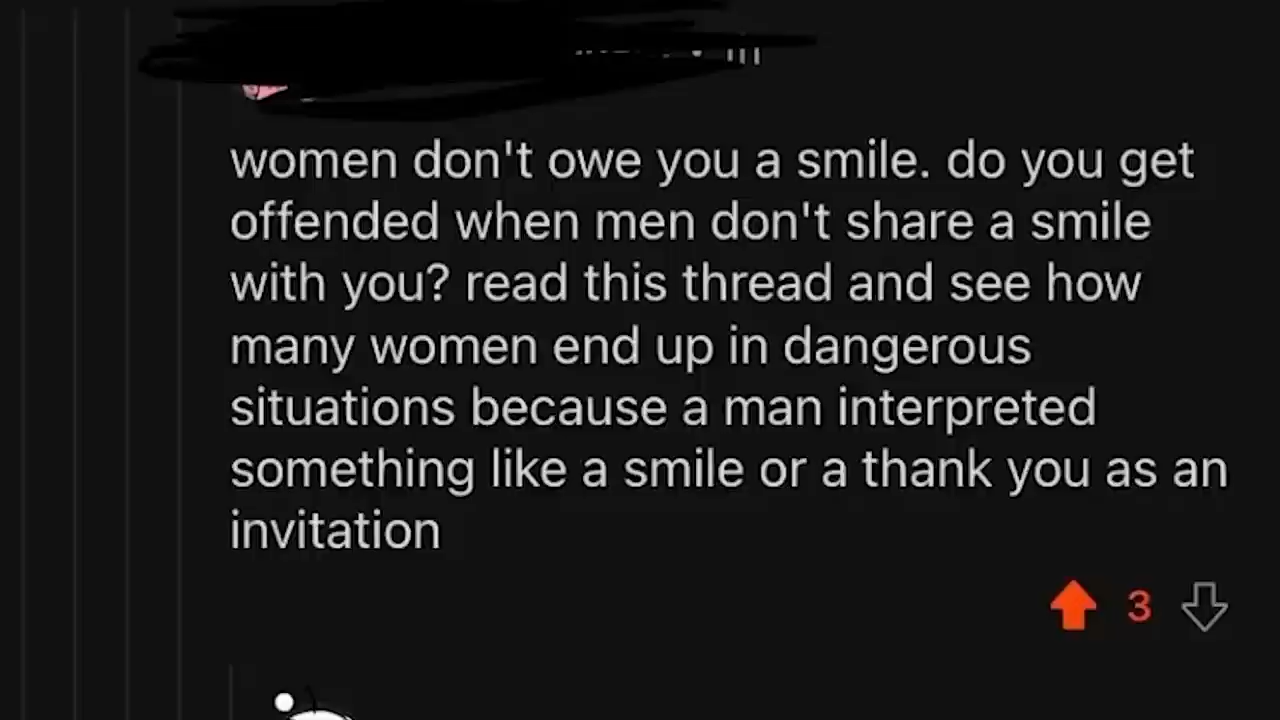 women don't owe you a smile. do you get
offended when men don't share a smile
with you? read this thread and see how
many women end up in dangerous
situations because a man interpreted
something like a smile or a thank you as an
invitation
3